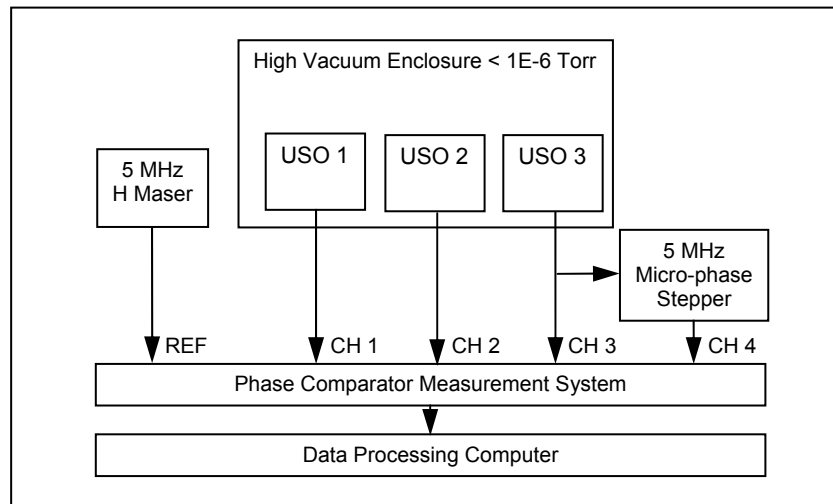 High Vacuum Enclosure < 1E-6 Torr
5 MHz
H Maser
USO 1
USO 2
USO 3
5 MHz
Micro-phase
Stepper
REF
CH 1
CH 2
CH 3
CH 4
Phase Comparator Measurement System
Data Processing Computer